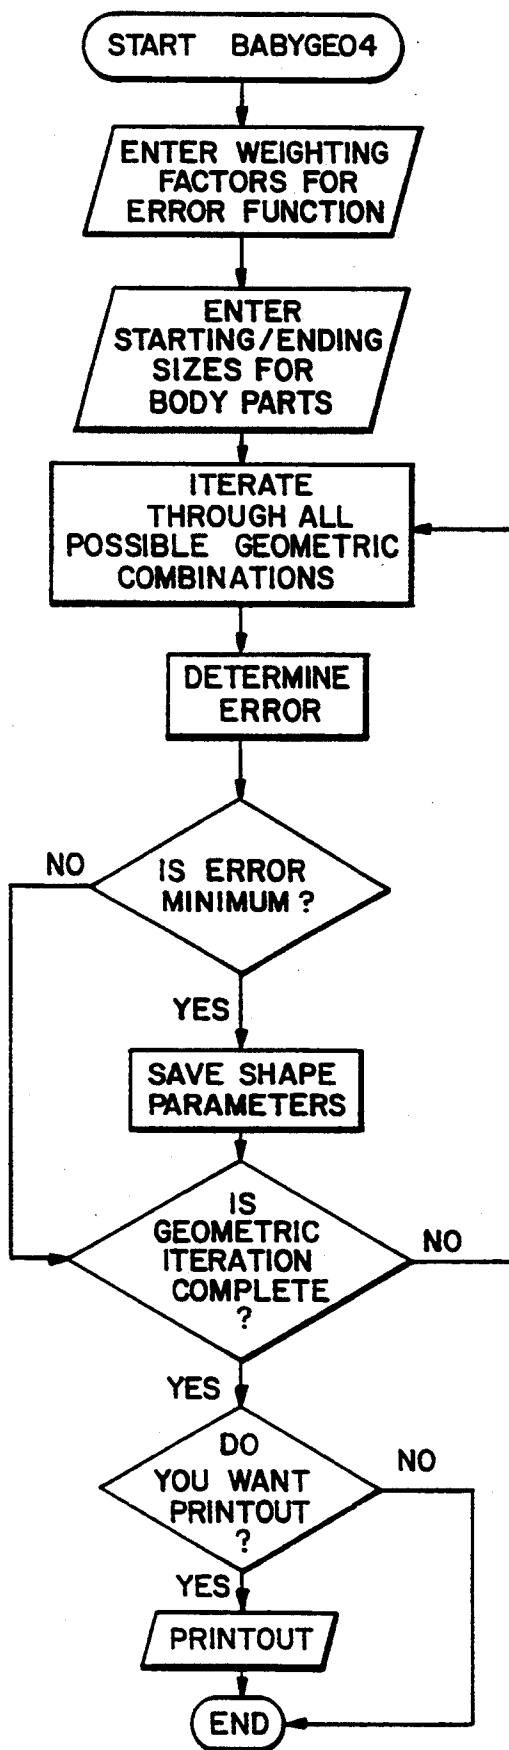 START BABYGEO4
ENTER WEIGHTING
FACTORS FOR
ERROR FUNCTION
ENTER
STARTING/ENDING
SIZES FOR
BODY PARTS
ITERATE
THROUGH ALL
POSSIBLE GEOMETRIC
COMBINATIONS
DETERMINE
ERROR
NO
IS ERROR
MINIMUM?
YES
SAVE SHAPE
PARAMETERS
IS
GEOMETRIC
ITERATION
COMPLETE
?
NO
YES
DO
YOU WANT
PRINTOUT
?
NO
YES
PRINTOUT
END